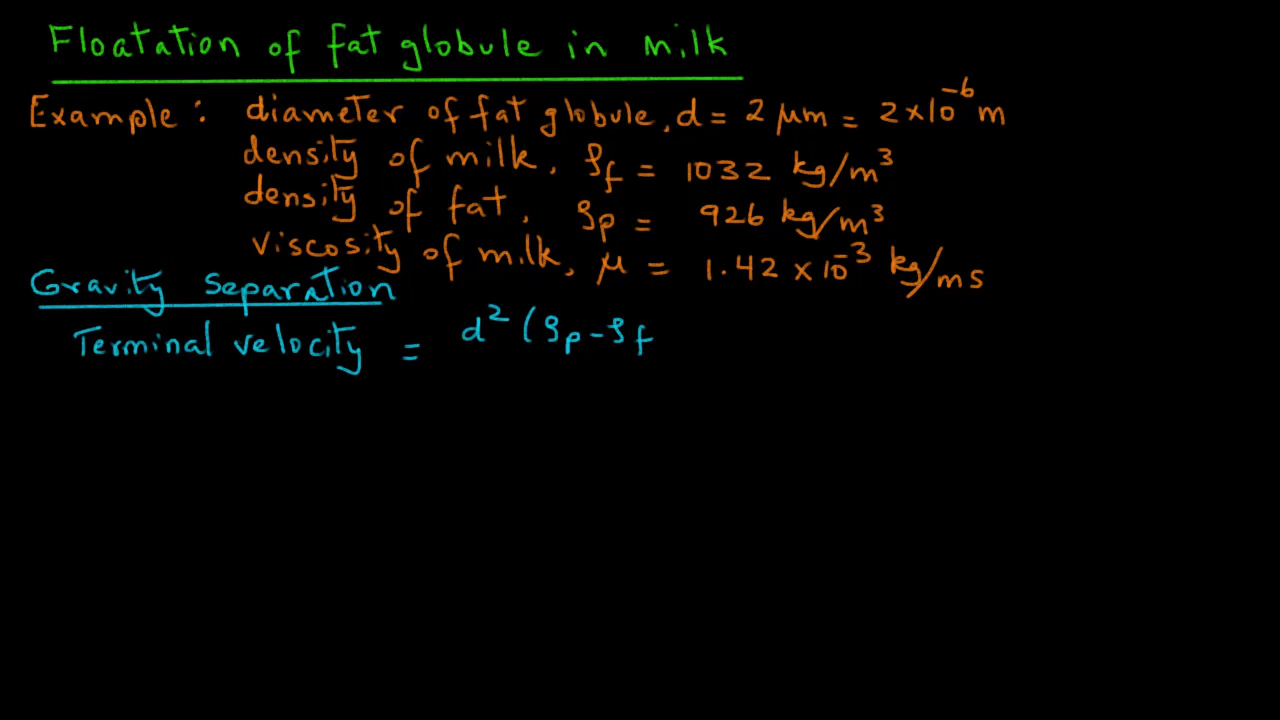 Floatation of fat globule in milk
Example : diameter of fat globule, d = 2 μm = 2×10⁻⁶ m
density of milk, ρf = 1032 kg/m³
density of fat, ρp = 926 kg/m³
viscosity of milk, μ = 1.42 × 10⁻³ kg/ms
Gravity Separation
Terminal velocity = d² (ρp - ρf